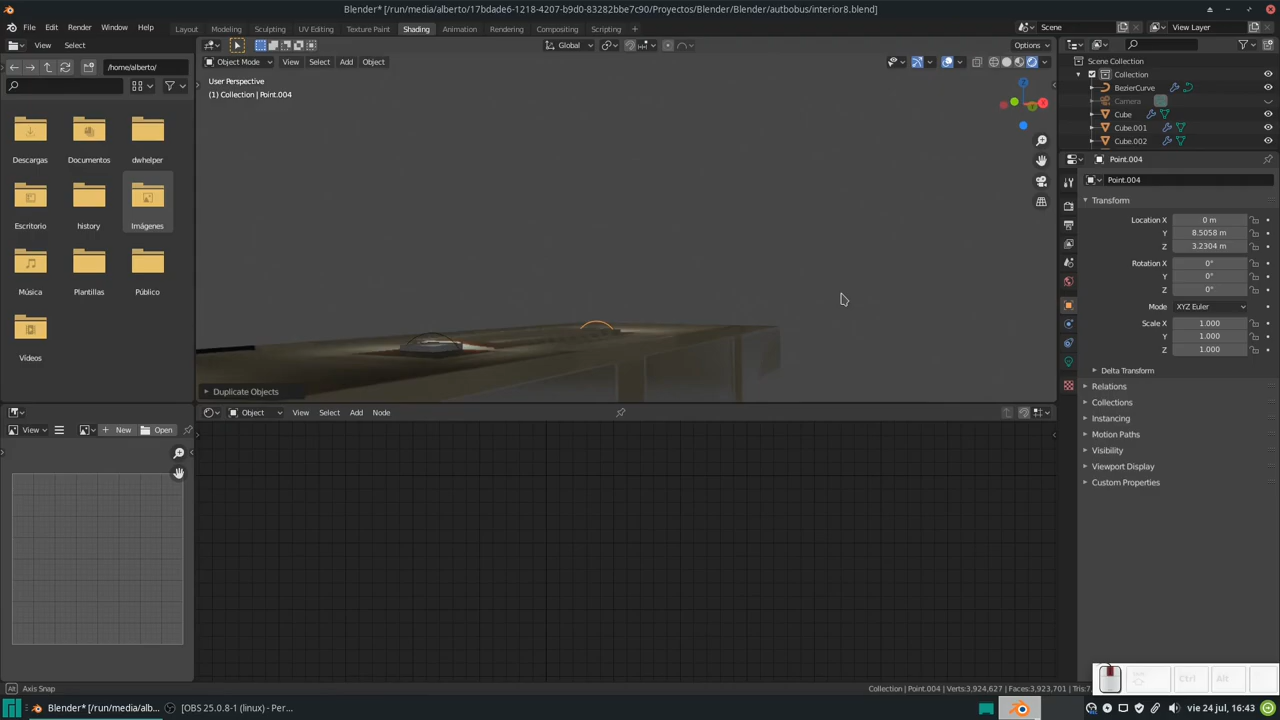 Blender* [/run/media/alberto/17bdade6-1218-4207-b9d0-83282bbe7c90/Proyectos/Blender/Blender/autbobus/interior8.blend]
File Edit Render Window Help Layout Modeling Sculpting UV Editing Texture Paint Shading Animation Rendering Compositing Scripting + Scene View Layer
View Select Global Options
/home/alberto/ Object Mode View Select Add Object Scene Collection
User Perspective Collection
(1) Collection | Point.004 BezierCurve
Camera
Cube
Cube.001
Cube.002
Descargas Documentos dwhelper Point.004
Point.004
Transform
Escritorio history Imágenes Location X 0 m
Y 8.5058 m
Z 3.2304 m
Rotation X 0°
Y 0°
Música Plantillas Público Z 0°
Mode XYZ Euler
Scale X 1.000
Y 1.000
Vídeos Z 1.000
Delta Transform
Duplicate Objects Relations
Collections
Object View Select Add Node
Instancing
View New Open Motion Paths
Visibility
Viewport Display
Custom Properties
Ctrl Alt
Alt Axis Snap Collection | Point.004 | Verts:3,924,627 | Faces:3,923,701 | Tris:7,
Blender* [/run/media/alb... [OBS 25.0.8-1 (linux) - Per... vie 24 jul, 16:43